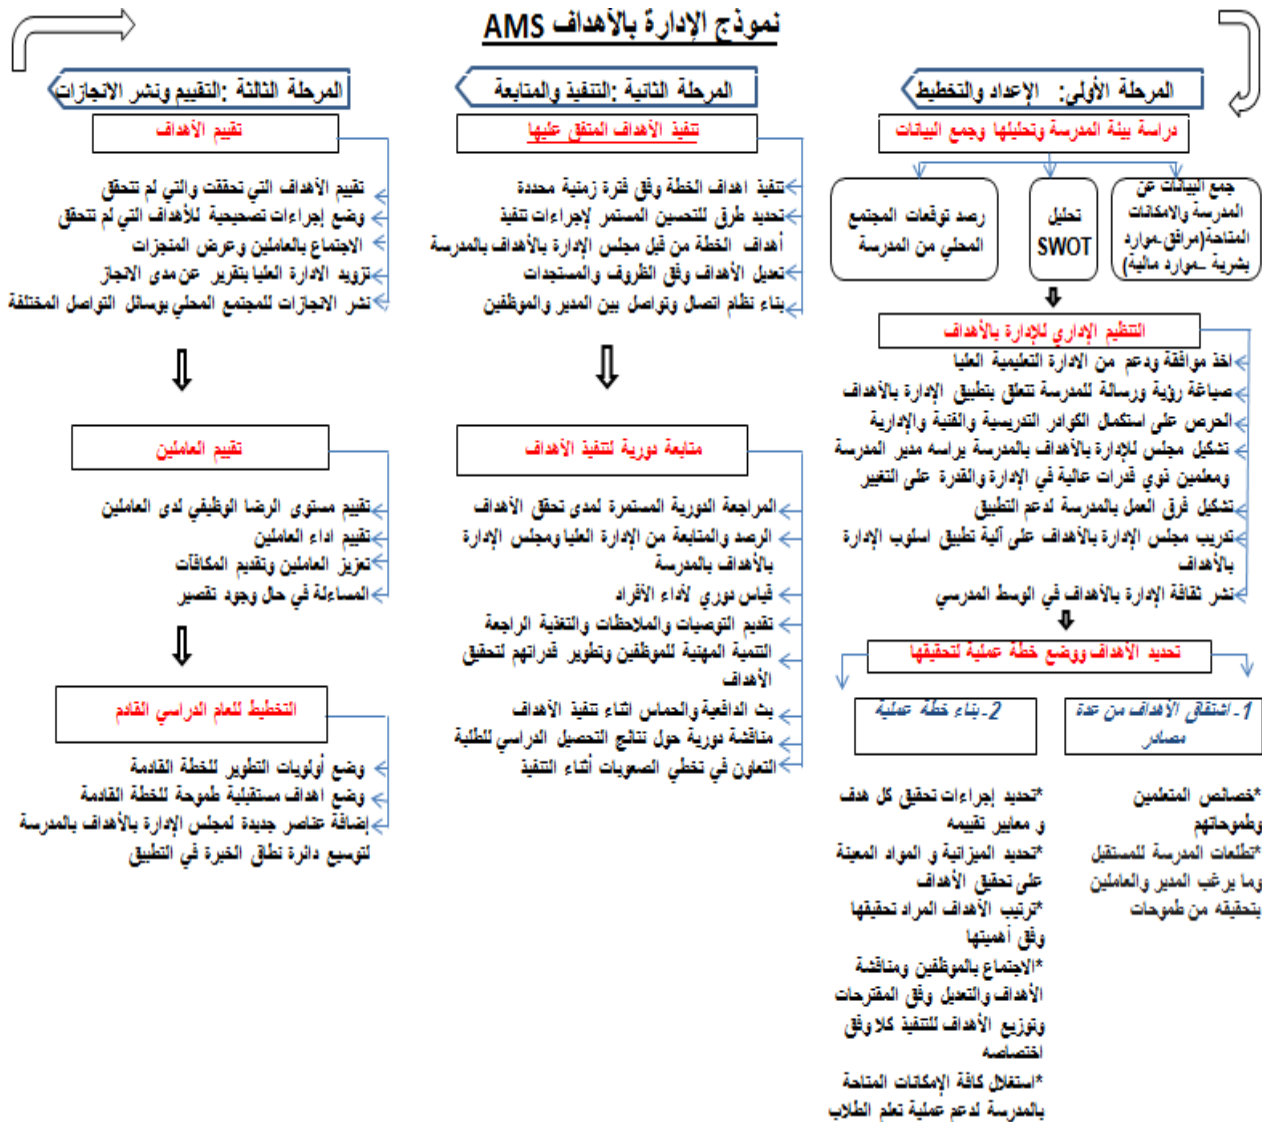 نموذج الإدارة بالأهداف AMS
المرحلة الأولى: الإعداد والتخطيط
دراسة بيئة المدرسة وتحليلها وجمع البيانات
جمع البيانات عن
المدرسة والامكانات
المتاحة(مرافق-موارد
بشرية –موارد مالية)
تحليل
SWOT
رصد توقعات المجتمع
المحلي من المدرسة
التنظيم الإداري للإدارة بالأهداف
اخذ موافقة ودعم من الادارة التعليمية العليا
صياغة رؤية ورسالة للمدرسة تتعلق بتطبيق الإدارة بالأهداف
الحرص على استكمال الكوادر التدريسية والفنية والإدارية
تشكيل مجلس للإدارة بالأهداف بالمدرسة يراسه مدير المدرسة
ومعلمين ذوي قدرات عالية في الإدارة والقدرة على التغيير
تشكيل فرق العمل بالمدرسة لدعم التطبيق
تدريب مجلس الإدارة بالأهداف على آلية تطبيق اسلوب الإدارة
بالأهداف
نشر ثقافة الإدارة بالأهداف في الوسط المدرسي
تحديد الأهداف ووضع خطة عملية لتحقيقها
1-اشتقاق الأهداف من عدة
مصادر
*خصائص المتعلمين
وطموحاتهم
*تطلعات المدرسة للمستقبل
وما يرغب المدير والعاملين
بتحقيقه من طموحات
2-بناء خطة عملية
*تحديد إجراءات تحقيق كل هدف
و معايير تقييمه
*تحديد الميزانية و المواد المعينة
على تحقيق الأهداف
*ترتيب الأهداف المراد تحقيقها
وفق أهميتها
*الاجتماع بالموظفين ومناقشة
الأهداف والتعديل وفق المقترحات
وتوزيع الأهداف للتنفيذ كلا وفق
اختصاصه
*استغلال كافة الإمكانات المتاحة
بالمدرسة لدعم عملية تعلم الطلاب
المرحلة الثانية :التنفيذ والمتابعة
تنفيذ الأهداف المتفق عليها
تنفيذ اهداف الخطة وفق فترة زمنية محددة
تحديد طرق للتحسين المستمر لإجراءات تنفيذ
أهداف الخطة من قبل مجلس الإدارة بالأهداف بالمدرسة
تعديل الأهداف وفق الظروف والمستجدات
بناء نظام اتصال وتواصل بين المدير والموظفين
متابعة دورية لتنفيذ الأهداف
المراجعة الدورية المستمرة لمدى تحقق الأهداف
الرصد والمتابعة من الإدارة العليا ومجلس الإدارة
بالأهداف بالمدرسة
قياس دوري لأداء الأفراد
تقديم التوصيات والملاحظات والتغذية الراجعة
التنمية المهنية للموظفين وتطوير قدراتهم لتحقيق
الأهداف
بث الدافعية والحماس اثناء تنفيذ الأهداف
مناقشة دورية حول نتائج التحصيل الدراسي للطلبة
التعاون في تخطي الصعوبات أثناء التنفيذ
المرحلة الثالثة :التقييم ونشر الانجازات
تقييم الأهداف
تقييم الأهداف التي تحققت والتي لم تتحقق
وضع إجراءات تصحيحية للأهداف التي لم تتحقق
الاجتماع بالعاملين وعرض المنجزات
تزويد الادارة العليا بتقرير عن مدى الانجاز
نشر الانجازات للمجتمع المحلي بوسائل التواصل المختلفة
تقييم العاملين
تقييم مستوى الرضا الوظيفي لدى العاملين
تقييم اداء العاملين
تعزيز العاملين وتقديم المكافآت
المساءلة في حال وجود تقصير
التخطيط للعام الدراسي القادم
وضع أولويات التطوير للخطة القادمة
وضع اهداف مستقبلية طموحة للخطة القادمة
إضافة عناصر جديدة لمجلس الإدارة بالأهداف بالمدرسة
لتوسيع دائرة نطاق الخبرة في التطبيق